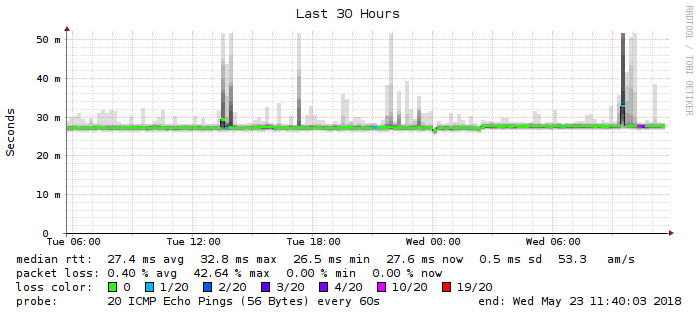 Last 30 Hours
RRDTOOL / TOBI OETIKER
Seconds
50 m
40 m
30 m
20 m
10 m
0
Tue 06:00 Tue 12:00 Tue 18:00 Wed 00:00 Wed 06:00
median rtt: 27.4 ms avg 32.8 ms max 26.5 ms min 27.6 ms now 0.5 ms sd 53.3 am/s
packet loss: 0.40 % avg 42.64 % max 0.00 % min 0.00 % now
loss color: 0 1/20 2/20 3/20 4/20 10/20 19/20
probe: 20 ICMP Echo Pings (56 Bytes) every 60s end: Wed May 23 11:40:03 2018